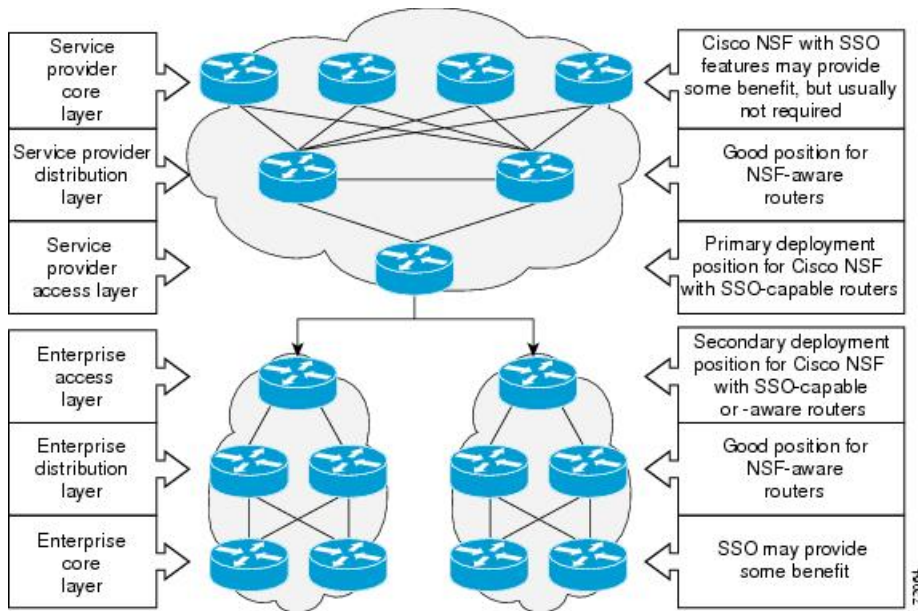 Service
provider
core
layer
Cisco NSF with SSO
features may provide
some benefit, but usually
not required
Service provider
distribution
layer
Good position for
NSF-aware
routers
Service
provider
access layer
Primary deployment
position for Cisco NSF
with SSO-capable routers
Enterprise
access
layer
Secondary deployment
position for Cisco NSF
with SSO-capable
or -aware routers
Enterprise
distribution
layer
Good position for
NSF-aware
routers
Enterprise
core
layer
SSO may provide
some benefit